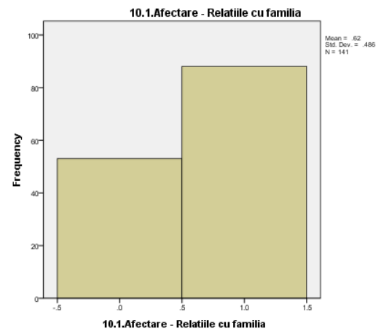 10.1.Afectare - Relatiile cu familia
Mean = .62
Std. Dev. = .486
N = 141
100
80
60
40
20
0
Frequency
-.5
.0
.5
1.0
1.5
10.1.Afectare - Relatiile cu familia